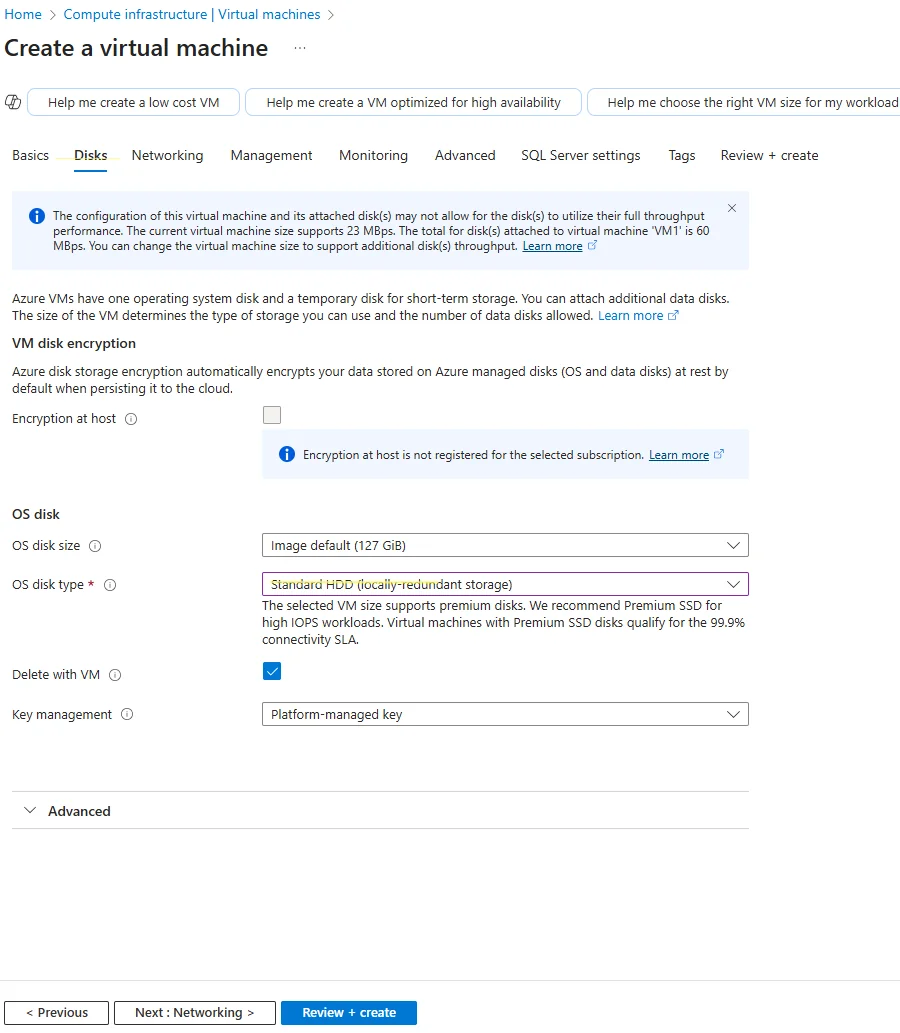 Home > Compute infrastructure | Virtual machines >
Create a virtual machine ...
Help me create a low cost VM
Help me create a VM optimized for high availability
Help me choose the right VM size for my workload
Basics Disks Networking Management Monitoring Advanced SQL Server settings Tags Review + create
The configuration of this virtual machine and its attached disk(s) may not allow for the disk(s) to utilize their full throughput
performance. The current virtual machine size supports 23 MBps. The total for disk(s) attached to virtual machine 'VM1' is 60
MBps. You can change the virtual machine size to support additional disk(s) throughput. Learn more
Azure VMs have one operating system disk and a temporary disk for short-term storage. You can attach additional data disks.
The size of the VM determines the type of storage you can use and the number of data disks allowed. Learn more
VM disk encryption
Azure disk storage encryption automatically encrypts your data stored on Azure managed disks (OS and data disks) at rest by
default when persisting it to the cloud.
Encryption at host
Encryption at host is not registered for the selected subscription. Learn more
OS disk
OS disk size
Image default (127 GiB)
OS disk type *
Standard HDD (locally-redundant storage)
The selected VM size supports premium disks. We recommend Premium SSD for
high IOPS workloads. Virtual machines with Premium SSD disks qualify for the 99.9%
connectivity SLA.
Delete with VM
Key management
Platform-managed key
Advanced
< Previous
Next : Networking >
Review + create